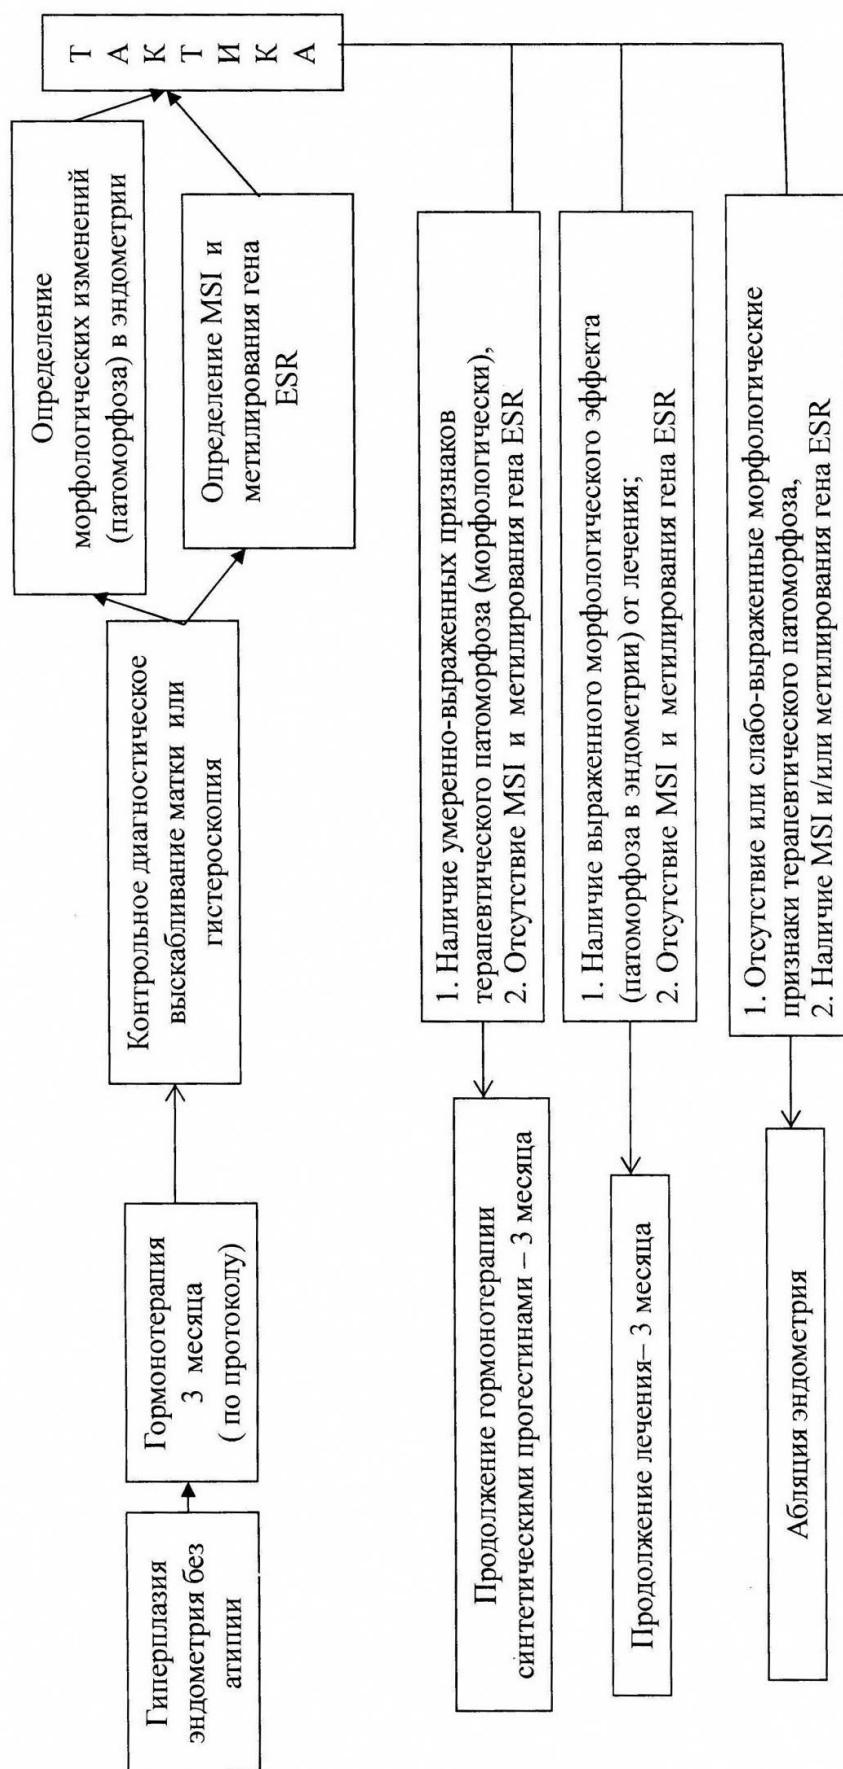 Гиперплазия
эндометрия без
атипии
Гормонотерапия
3 месяца
( по протоколу)
Контрольное диагностическое
выскабливание матки или
гистероскопия
Определение
морфологических изменений
(патоморфоза) в эндометрии
Определение MSI и
метилирования гена
ESR
Т
А
К
Т
И
К
А
1. Наличие умеренно-выраженных признаков
терапевтического патоморфоза (морфологически),
2. Отсутствие MSI и метилирования гена ESR
Продолжение гормонотерапии
синтетическими прогестинами – 3 месяца
1. Наличие выраженного морфологического эффекта
(патоморфоза в эндометрии) от лечения;
2. Отсутствие MSI и метилирования гена ESR
Продолжение лечения– 3 месяца
1. Отсутствие или слабо-выраженные морфологические
признаки терапевтического патоморфоза,
2. Наличие MSI и/или метилирования гена ESR
Абляция эндометрия